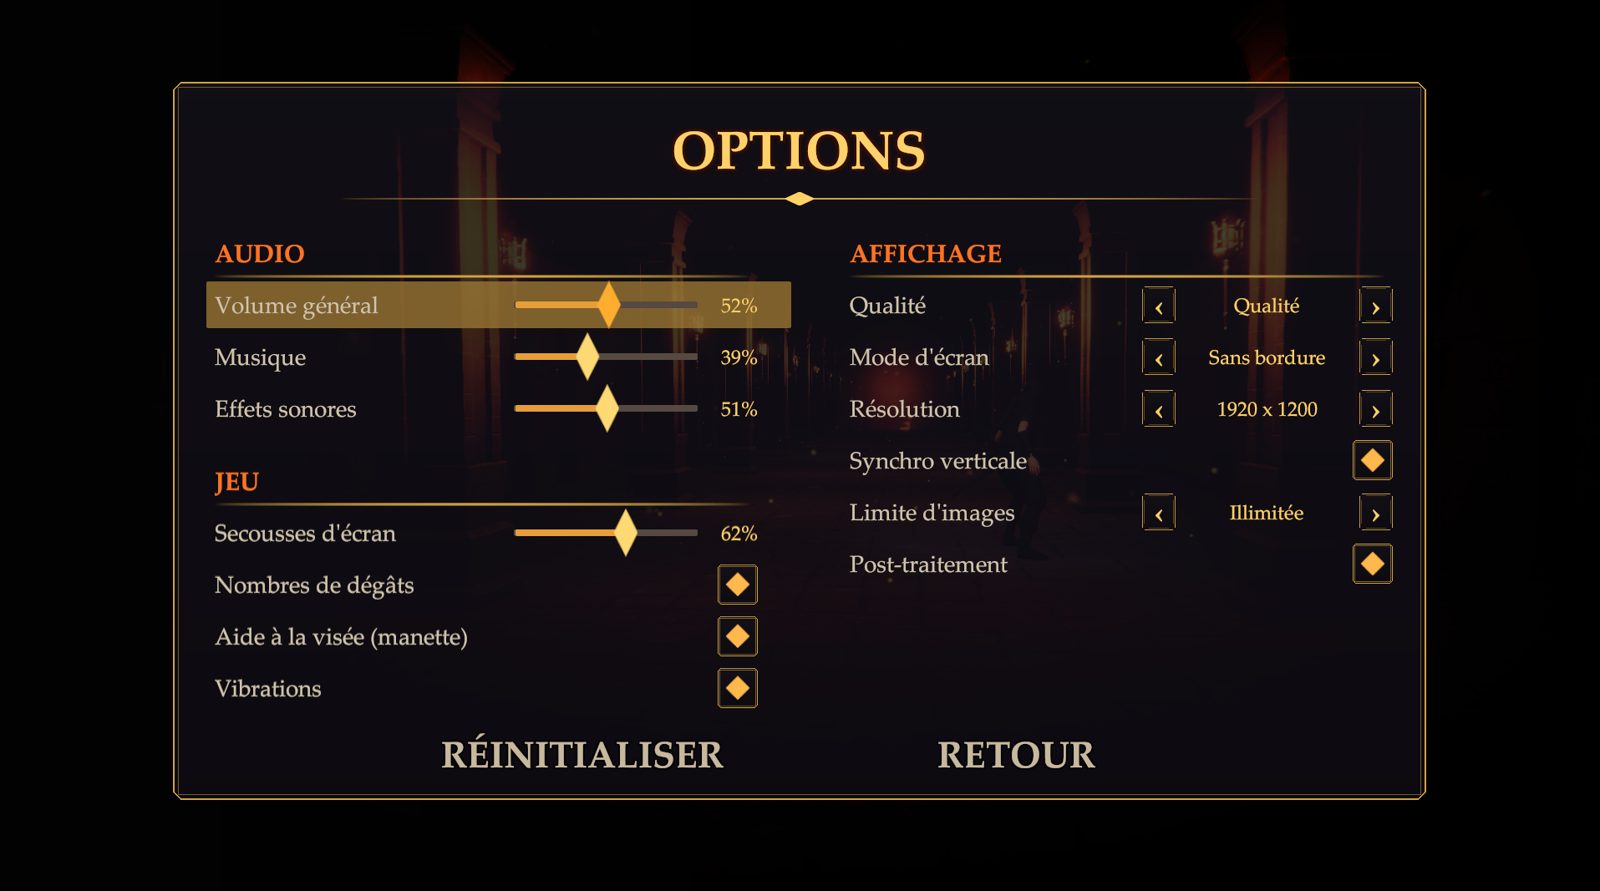 OPTIONS
AUDIO
Volume général 52%
Musique 39%
Effets sonores 51%
JEU
Secousses d'écran 62%
Nombres de dégâts
Aide à la visée (manette)
Vibrations
AFFICHAGE
Qualité ‹ Qualité ›
Mode d'écran ‹ Sans bordure ›
Résolution ‹ 1920 x 1200 ›
Synchro verticale
Limite d'images ‹ Illimitée ›
Post-traitement
RÉINITIALISER
RETOUR